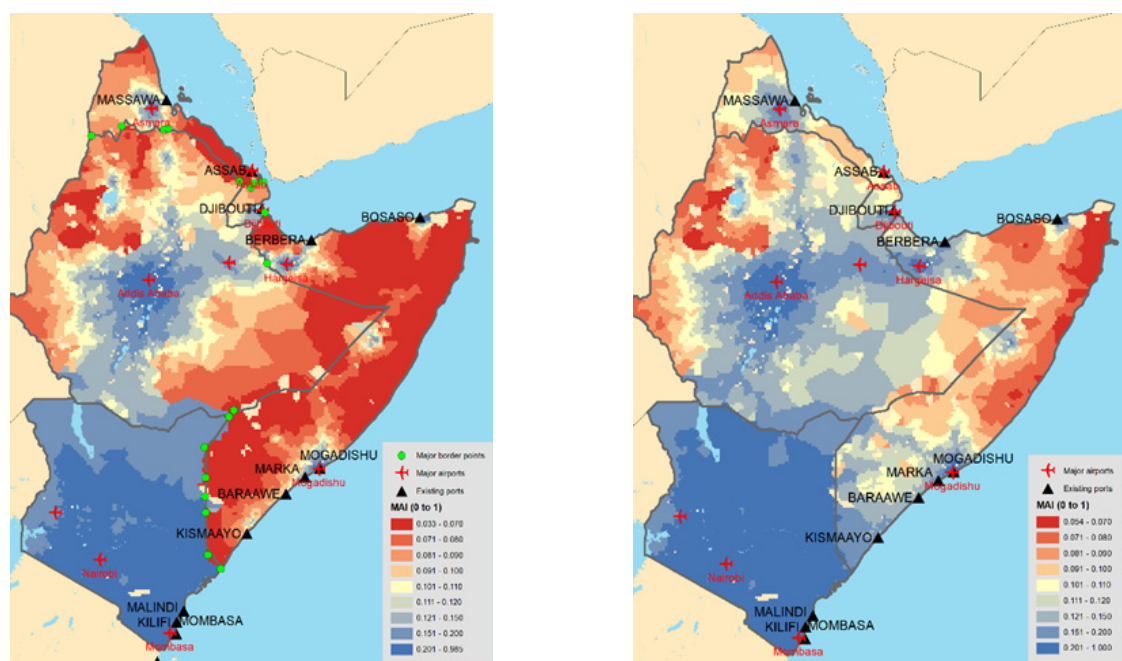 MASSAWA
Asmara
ASSAB
Assab
DJIBOUTI
Djibouti
BOSASO
BERBERA
Hargeisa
Addis Ababa
MOGADISHU
MARKA
Mogadishu
BARAAWE
KISMAAYO
Nairobi
MALINDI
KILIFI
MOMBASA
Mombasa
Major border points
Major airports
Existing ports
MAI (0 to 1)
0.033 - 0.070
0.071 - 0.080
0.081 - 0.090
0.091 - 0.100
0.101 - 0.110
0.111 - 0.120
0.121 - 0.150
0.151 - 0.200
0.201 - 0.985
MASSAWA
Asmara
ASSAB
Assab
DJIBOUTI
Djibouti
BOSASO
BERBERA
Hargeisa
Addis Ababa
MOGADISHU
MARKA
Mogadishu
BARAAWE
KISMAAYO
Nairobi
MALINDI
KILIFI
MOMBASA
Mombasa
Major airports
Existing ports
MAI (0 to 1)
0.054 - 0.070
0.071 - 0.080
0.081 - 0.090
0.091 - 0.100
0.101 - 0.110
0.111 - 0.120
0.121 - 0.150
0.151 - 0.200
0.201 - 1.000